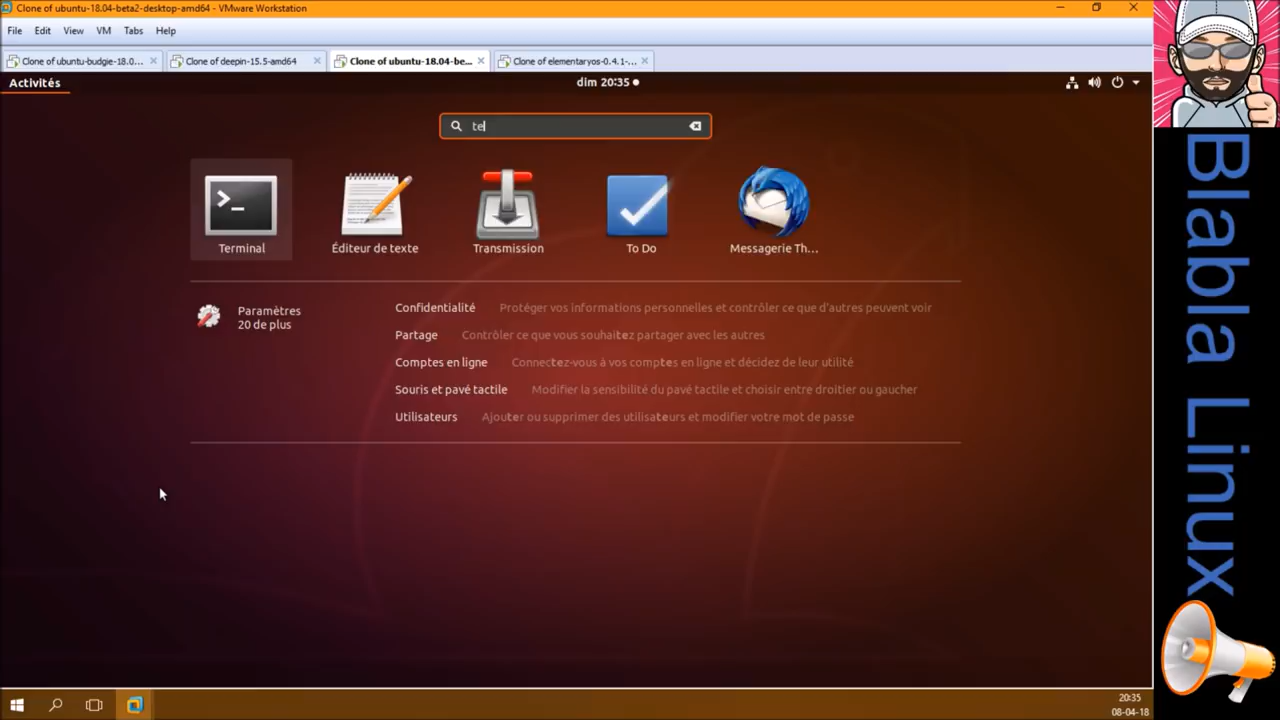 Clone of ubuntu-18.04-beta2-desktop-amd64 - VMware Workstation
File Edit View VM Tabs Help
Clone of ubuntu-budgie-18.0... Clone of deepin-15.5-amd64 Clone of ubuntu-18.04-be... Clone of elementaryos-0.4.1-...
Activités dim 20:35
te
>_
Terminal Éditeur de texte Transmission To Do Messagerie Th...
Paramètres
20 de plus
Confidentialité Protéger vos informations personnelles et contrôler ce que d'autres peuvent voir
Partage Contrôler ce que vous souhaitez partager avec les autres
Comptes en ligne Connectez-vous à vos comptes en ligne et décidez de leur utilité
Souris et pavé tactile Modifier la sensibilité du pavé tactile et choisir entre droitier ou gaucher
Utilisateurs Ajouter ou supprimer des utilisateurs et modifier votre mot de passe
20:35
08-04-18
Blabla Linux